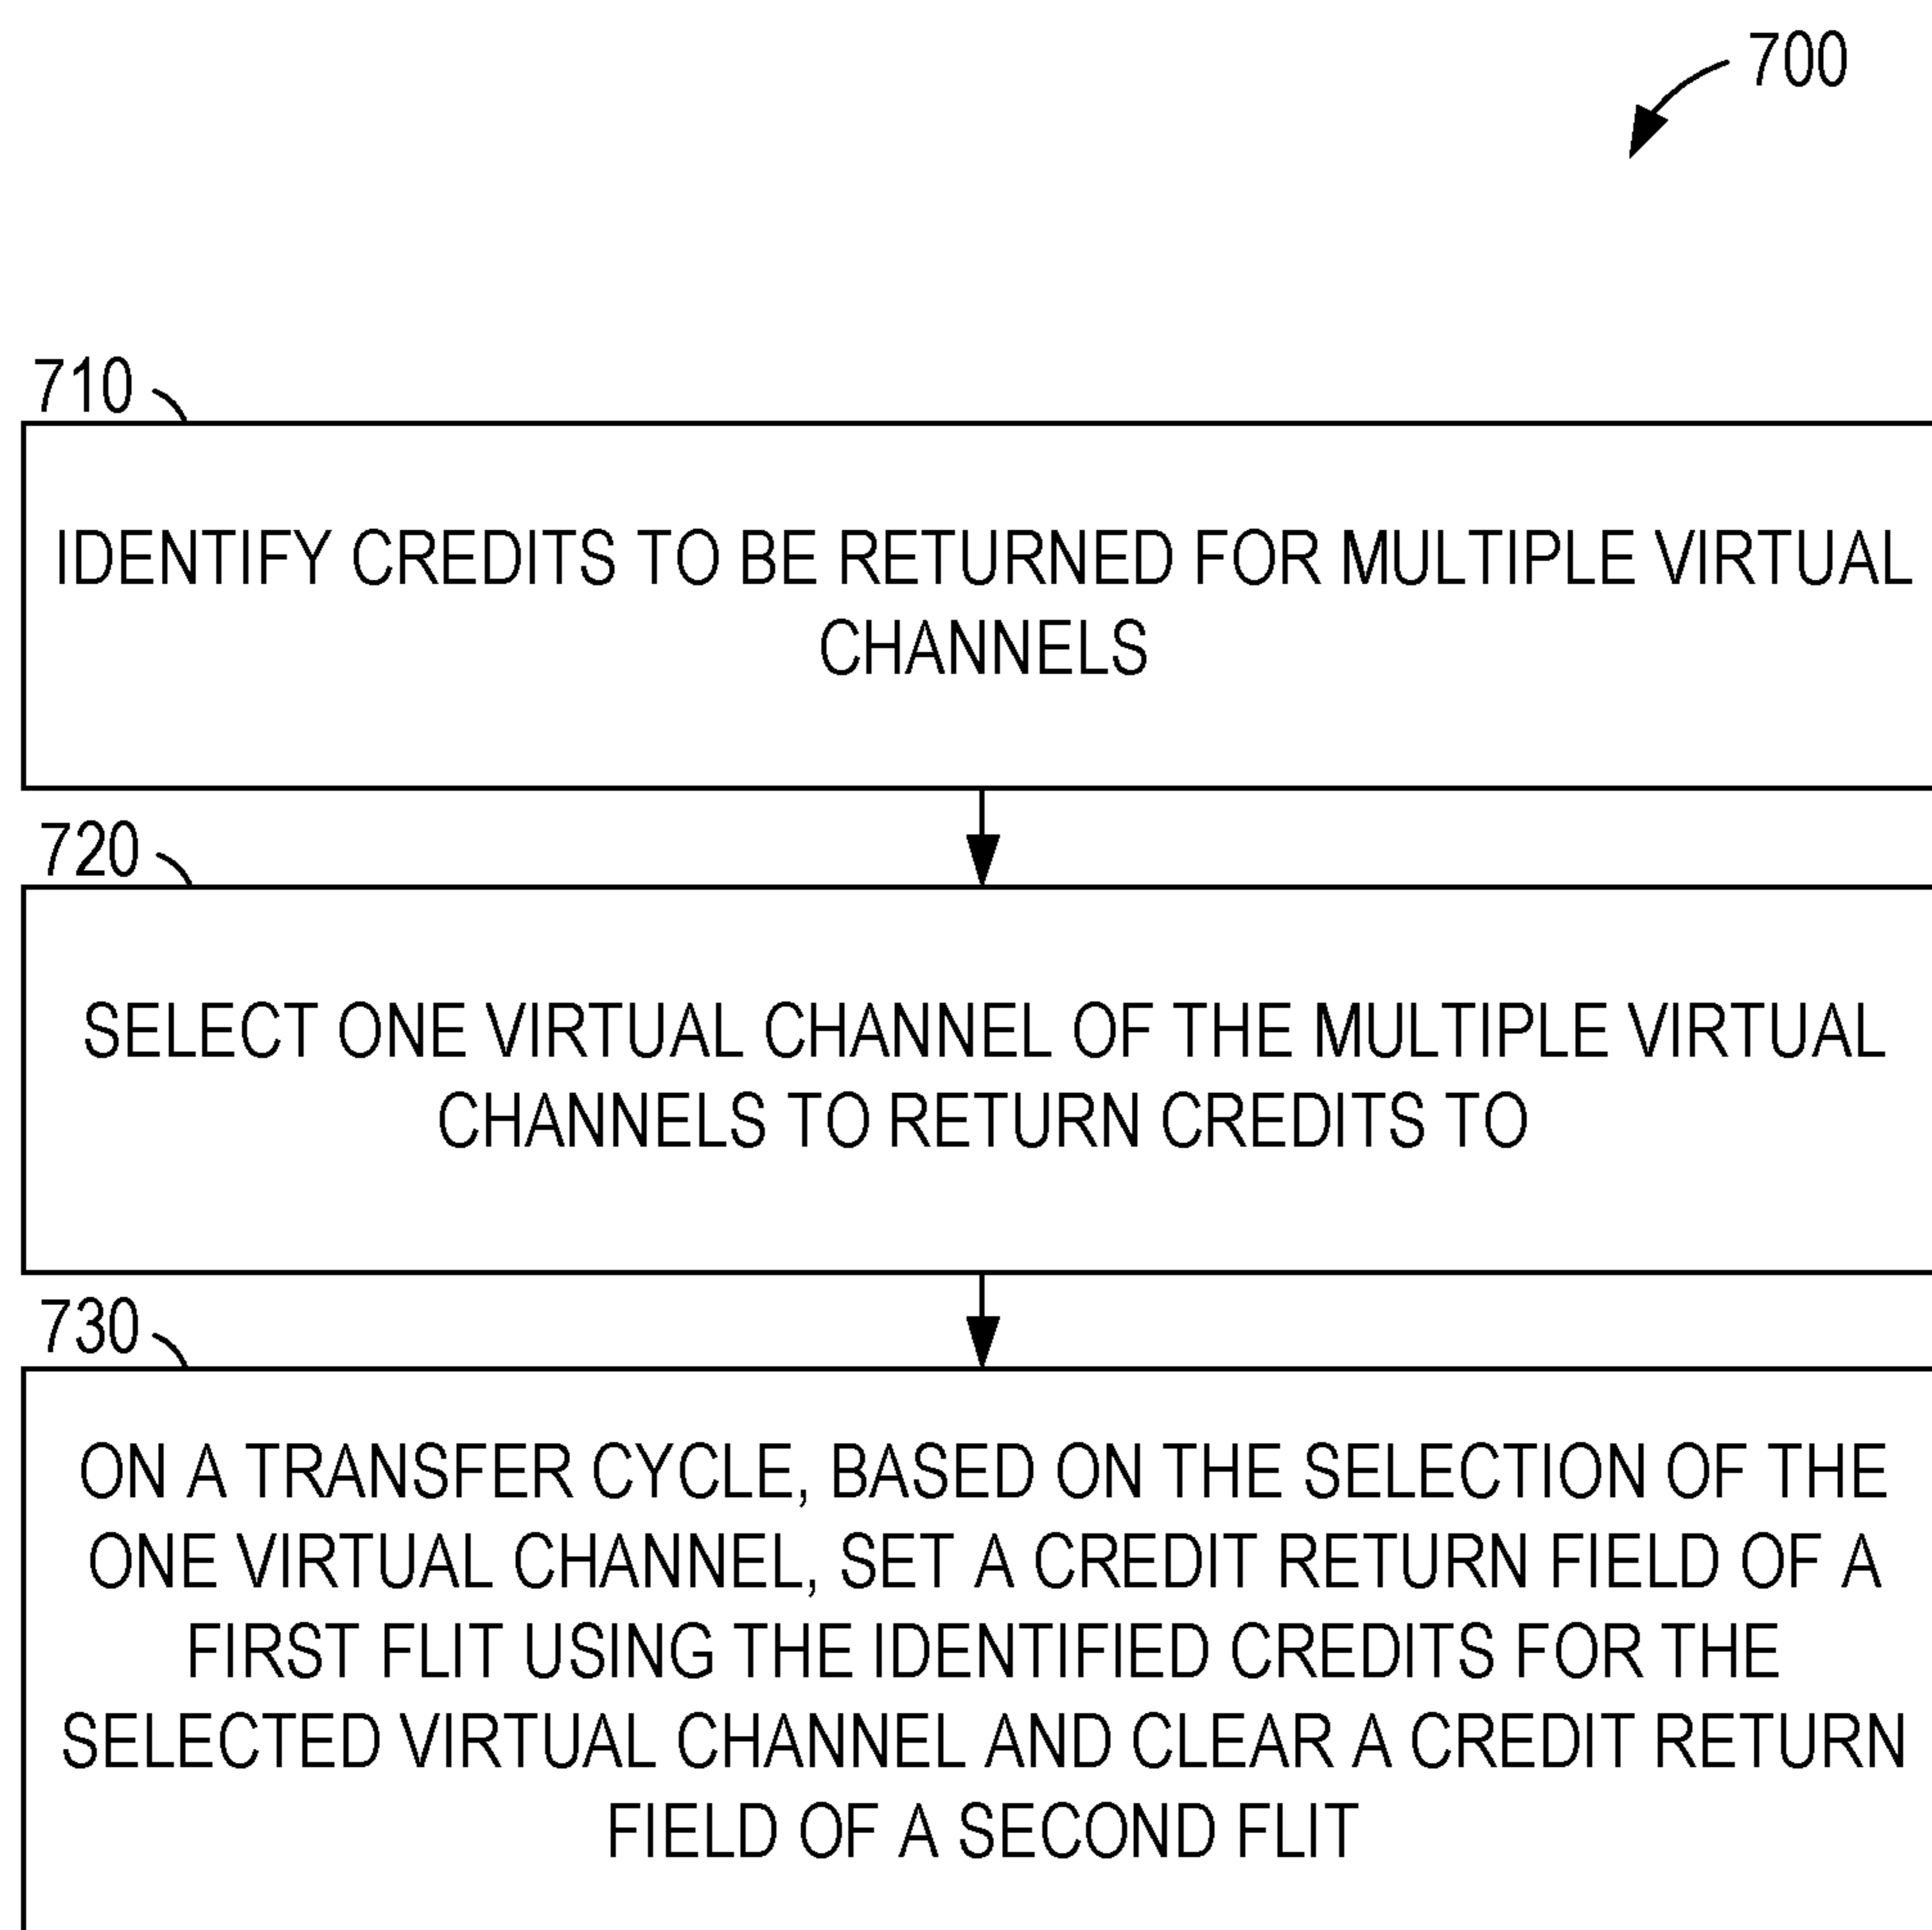 700
710
IDENTIFY CREDITS TO BE RETURNED FOR MULTIPLE VIRTUAL
CHANNELS
720
SELECT ONE VIRTUAL CHANNEL OF THE MULTIPLE VIRTUAL
CHANNELS TO RETURN CREDITS TO
730
ON A TRANSFER CYCLE, BASED ON THE SELECTION OF THE
ONE VIRTUAL CHANNEL, SET A CREDIT RETURN FIELD OF A
FIRST FLIT USING THE IDENTIFIED CREDITS FOR THE
SELECTED VIRTUAL CHANNEL AND CLEAR A CREDIT RETURN
FIELD OF A SECOND FLIT